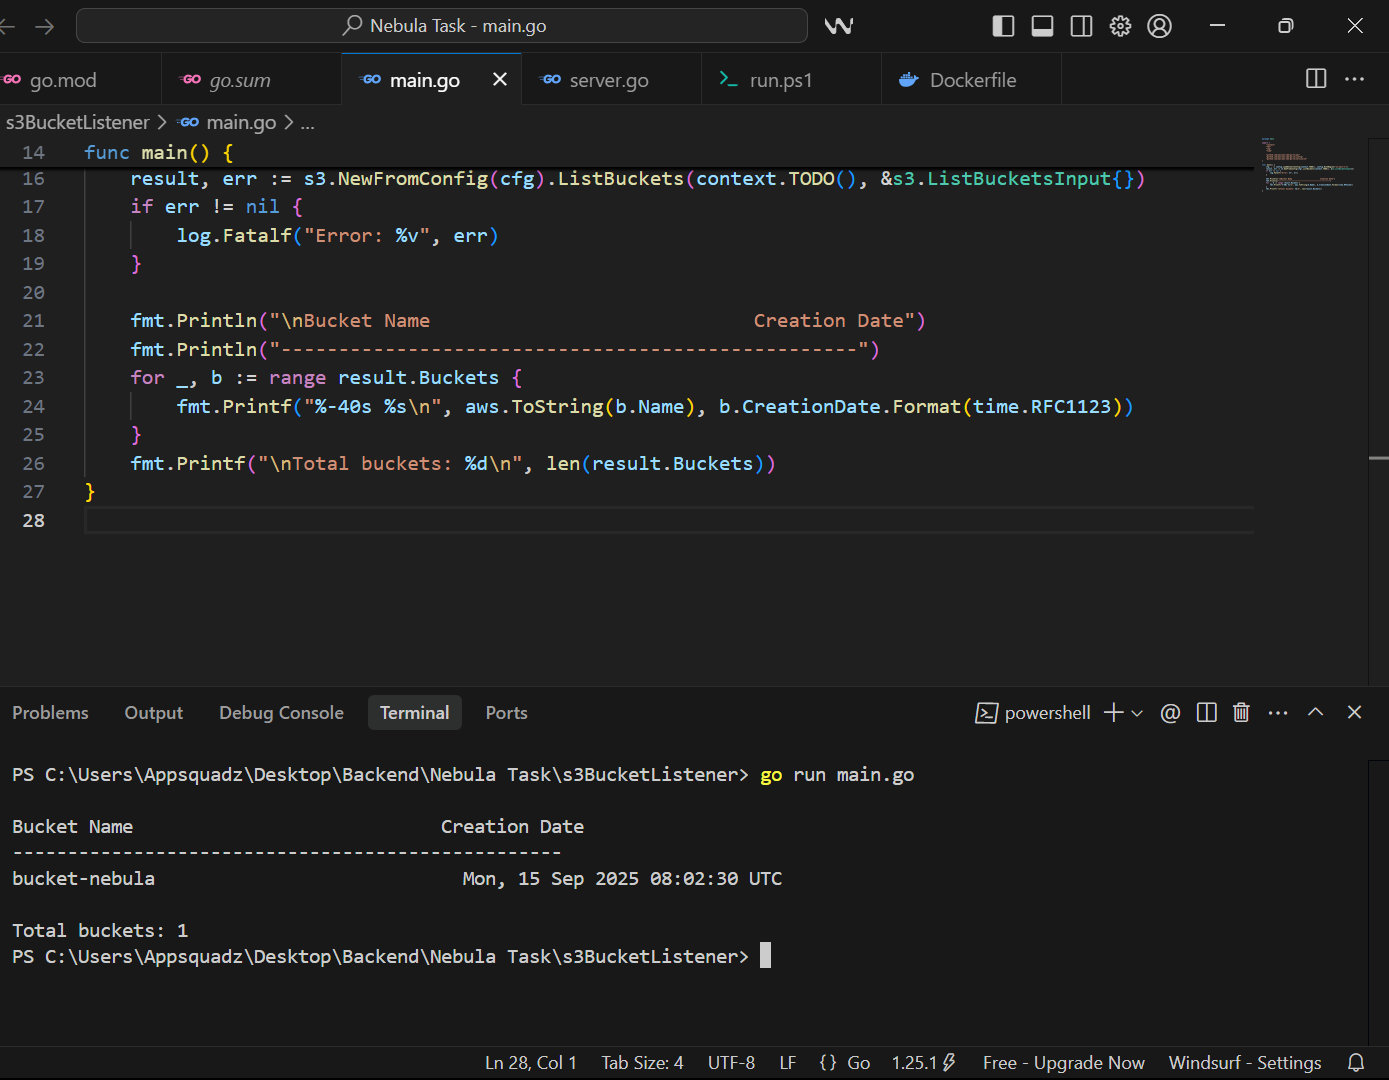 Nebula Task - main.go
go.mod
go.sum
main.go
server.go
run.ps1
Dockerfile
s3BucketListener > main.go > ...
14 func main() {
16 result, err := s3.NewFromConfig(cfg).ListBuckets(context.TODO(), &s3.ListBucketsInput{})
17 if err != nil {
18 log.Fatalf("Error: %v", err)
19 }
20
21 fmt.Println("\nBucket Name                            Creation Date")
22 fmt.Println("--------------------------------------------------")
23 for _, b := range result.Buckets {
24 fmt.Printf("%-40s %s\n", aws.ToString(b.Name), b.CreationDate.Format(time.RFC1123))
25 }
26 fmt.Printf("\nTotal buckets: %d\n", len(result.Buckets))
27 }
28
Problems Output Debug Console Terminal Ports powershell
PS C:\Users\Appsquadz\Desktop\Backend\Nebula Task\s3BucketListener> go run main.go
Bucket Name                            Creation Date
--------------------------------------------------
bucket-nebula                            Mon, 15 Sep 2025 08:02:30 UTC
Total buckets: 1
PS C:\Users\Appsquadz\Desktop\Backend\Nebula Task\s3BucketListener>
Ln 28, Col 1 Tab Size: 4 UTF-8 LF {} Go 1.25.1 Free - Upgrade Now Windsurf - Settings